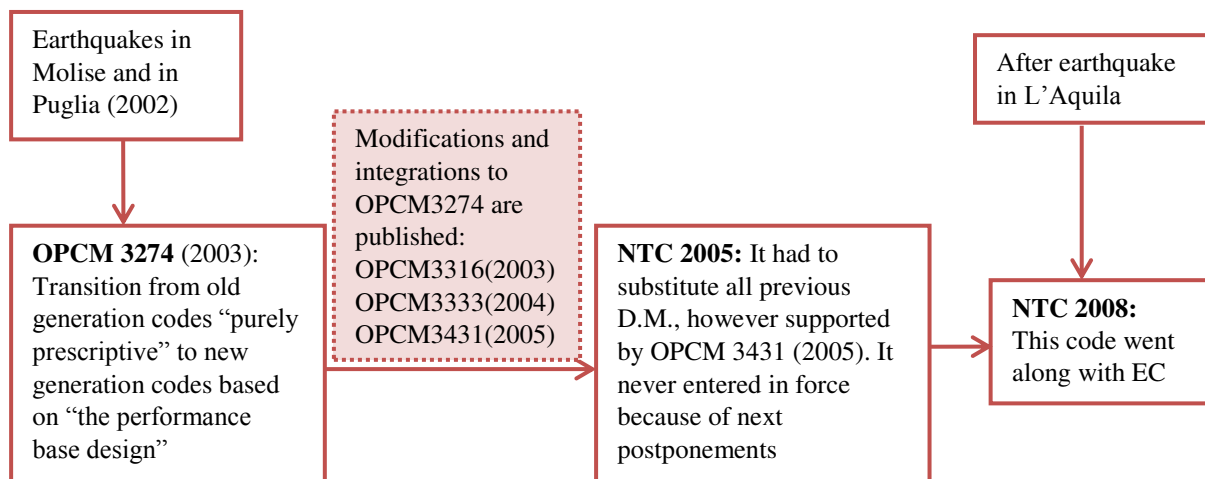 Earthquakes in
Molise and in
Puglia (2002)
After earthquake
in L’Aquila
Modifications and
integrations to
OPCM3274 are
published:
OPCM3316(2003)
OPCM3333(2004)
OPCM3431(2005)
OPCM 3274 (2003):
Transition from old
generation codes “purely
prescriptive” to new
generation codes based
on “the performance
base design”
NTC 2005: It had to
substitute all previous
D.M., however supported
by OPCM 3431 (2005). It
never entered in force
because of next
postponements
NTC 2008:
This code went
along with EC